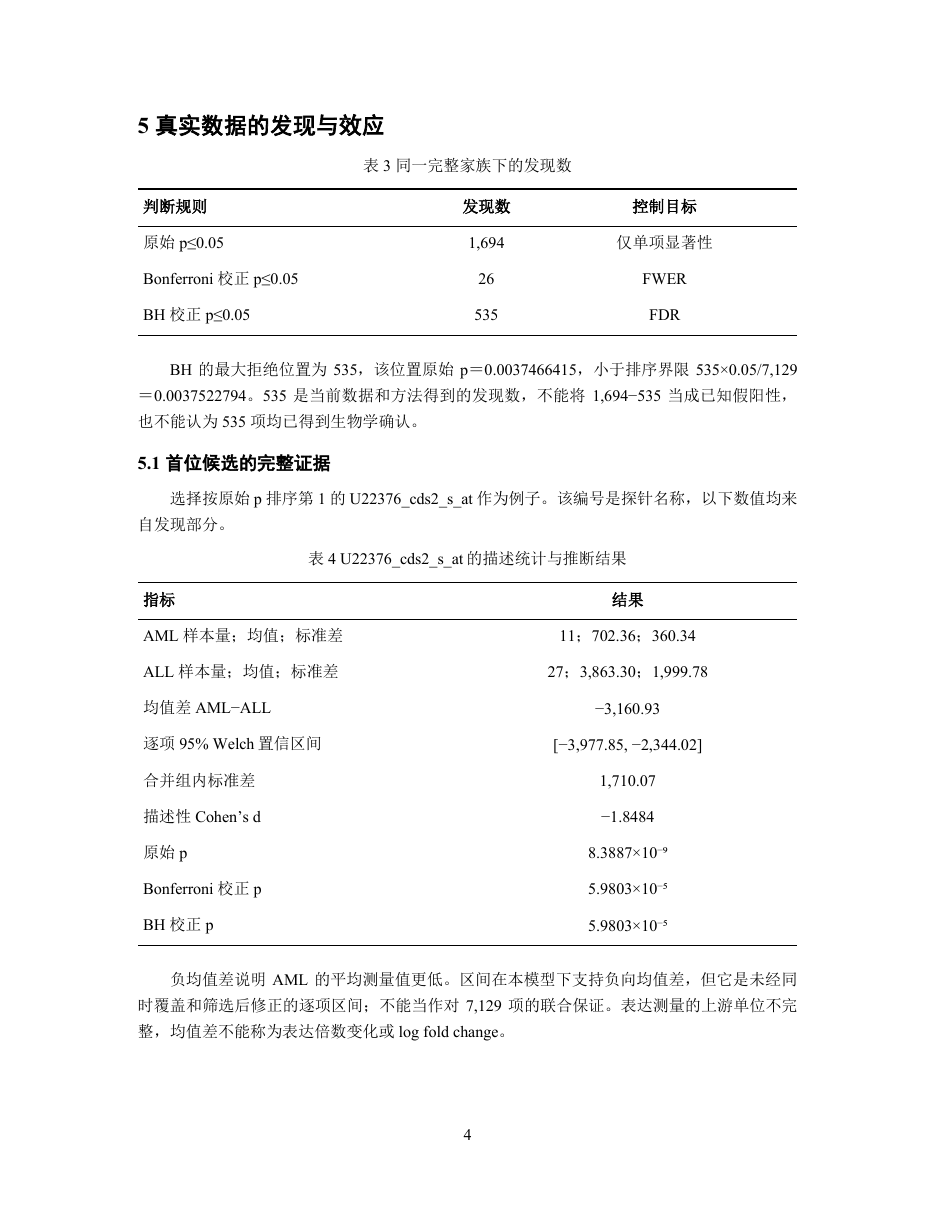 5 真实数据的发现与效应
表 3 同一完整家族下的发现数
判断规则 发现数 控制目标
原始 p≤0.05 1,694 仅单项显著性
Bonferroni 校正 p≤0.05 26 FWER
BH 校正 p≤0.05 535 FDR
BH 的最大拒绝位置为 535，该位置原始 p＝0.0037466415，小于排序界限 535×0.05/7,129
＝0.0037522794。535 是当前数据和方法得到的发现数，不能将 1,694−535 当成已知假阳性，
也不能认为 535 项均已得到生物学确认。
5.1 首位候选的完整证据
选择按原始 p 排序第 1 的 U22376_cds2_s_at 作为例子。该编号是探针名称，以下数值均来
自发现部分。
表 4 U22376_cds2_s_at 的描述统计与推断结果
指标 结果
AML 样本量；均值；标准差 11；702.36；360.34
ALL 样本量；均值；标准差 27；3,863.30；1,999.78
均值差 AML−ALL −3,160.93
逐项 95% Welch 置信区间 [−3,977.85, −2,344.02]
合并组内标准差 1,710.07
描述性 Cohen’s d −1.8484
原始 p 8.3887×10⁻⁹
Bonferroni 校正 p 5.9803×10⁻⁵
BH 校正 p 5.9803×10⁻⁵
负均值差说明 AML 的平均测量值更低。区间在本模型下支持负向均值差，但它是未经同
时覆盖和筛选后修正的逐项区间；不能当作对 7,129 项的联合保证。表达测量的上游单位不完
整，均值差不能称为表达倍数变化或 log fold change。
4